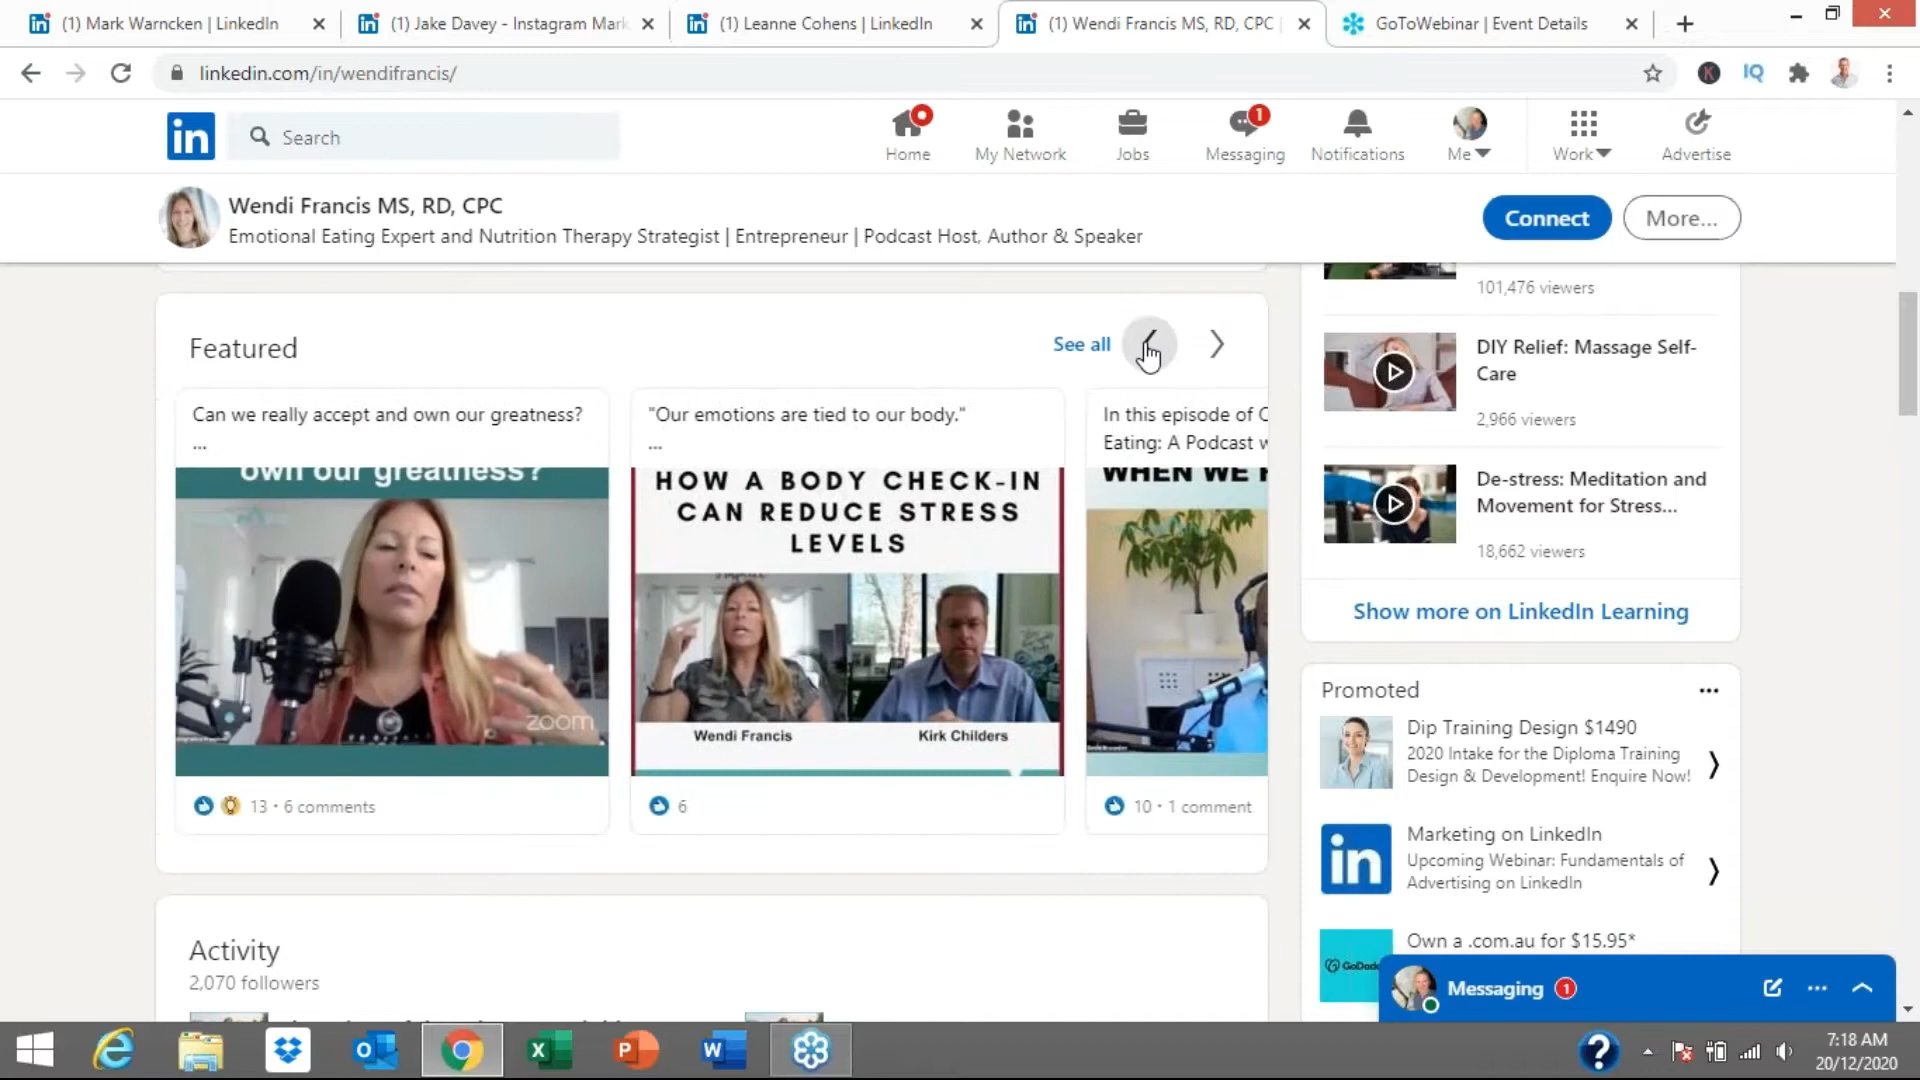 (1) Mark Warncken | LinkedIn
(1) Jake Davey - Instagram Mark
(1) Leanne Cohens | LinkedIn
(1) Wendi Francis MS, RD, CPC |
GoToWebinar | Event Details
linkedin.com/in/wendifrancis/
K
IQ
in
Search
Home
My Network
Jobs
1
Messaging
Notifications
Me
Work
Advertise
Wendi Francis MS, RD, CPC
Emotional Eating Expert and Nutrition Therapy Strategist | Entrepreneur | Podcast Host, Author & Speaker
Connect
More...
Featured
See all
Can we really accept and own our greatness?
...
own our greatness?
zoom
13 · 6 comments
"Our emotions are tied to our body."
...
HOW A BODY CHECK-IN
CAN REDUCE STRESS
LEVELS
Wendi Francis
Kirk Childers
6
In this episode of
Eating: A Podcast
WHEN WE
10 · 1 comment
Activity
2,070 followers
101,476 viewers
DIY Relief: Massage Self-
Care
2,966 viewers
De-stress: Meditation and
Movement for Stress...
18,662 viewers
Show more on LinkedIn Learning
Promoted
...
Dip Training Design $1490
2020 Intake for the Diploma Training
Design & Development! Enquire Now!
in
Marketing on LinkedIn
Upcoming Webinar: Fundamentals of
Advertising on LinkedIn
Own a .com.au for $15.95*
Messaging 1
7:18 AM
20/12/2020